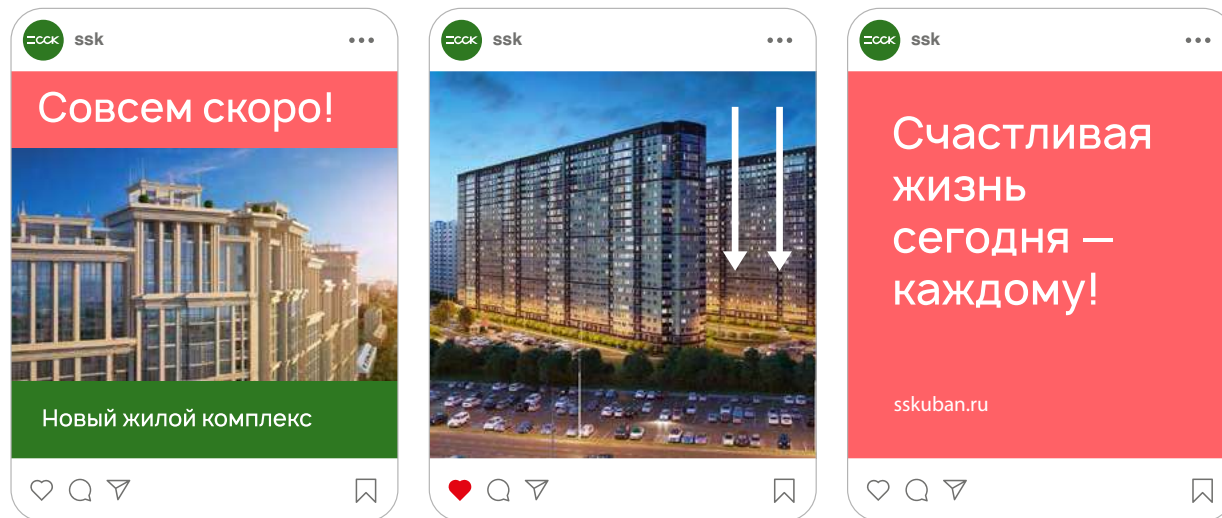 ССК ssk
Совсем скоро!
Новый жилой комплекс
ССК ssk
ССК ssk
Счастливая
жизнь
сегодня —
каждому!
sskuban.ru